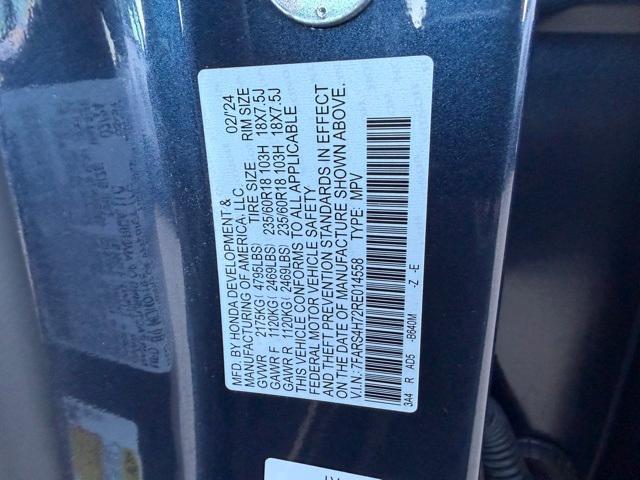 MFD. BY HONDA DEVELOPMENT & 02/24
MANUFACTURING OF AMERICA, LLC
TIRE SIZE RIM SIZE
GVWR 2175KG ( 4795LBS)
GAWR F 1120KG ( 2469LBS) 235/60R18 103H 18X7.5J
GAWR R 1120KG ( 2469LBS) 235/60R18 103H 18X7.5J
THIS VEHICLE CONFORMS TO ALL APPLICABLE
FEDERAL MOTOR VEHICLE SAFETY
AND THEFT PREVENTION STANDARDS IN EFFECT
ON THE DATE OF MANUFACTURE SHOWN ABOVE.
V.I.N.: 7FARS4H72RE014558 TYPE: MPV
3A4 R AD5 -B640M -Z -E